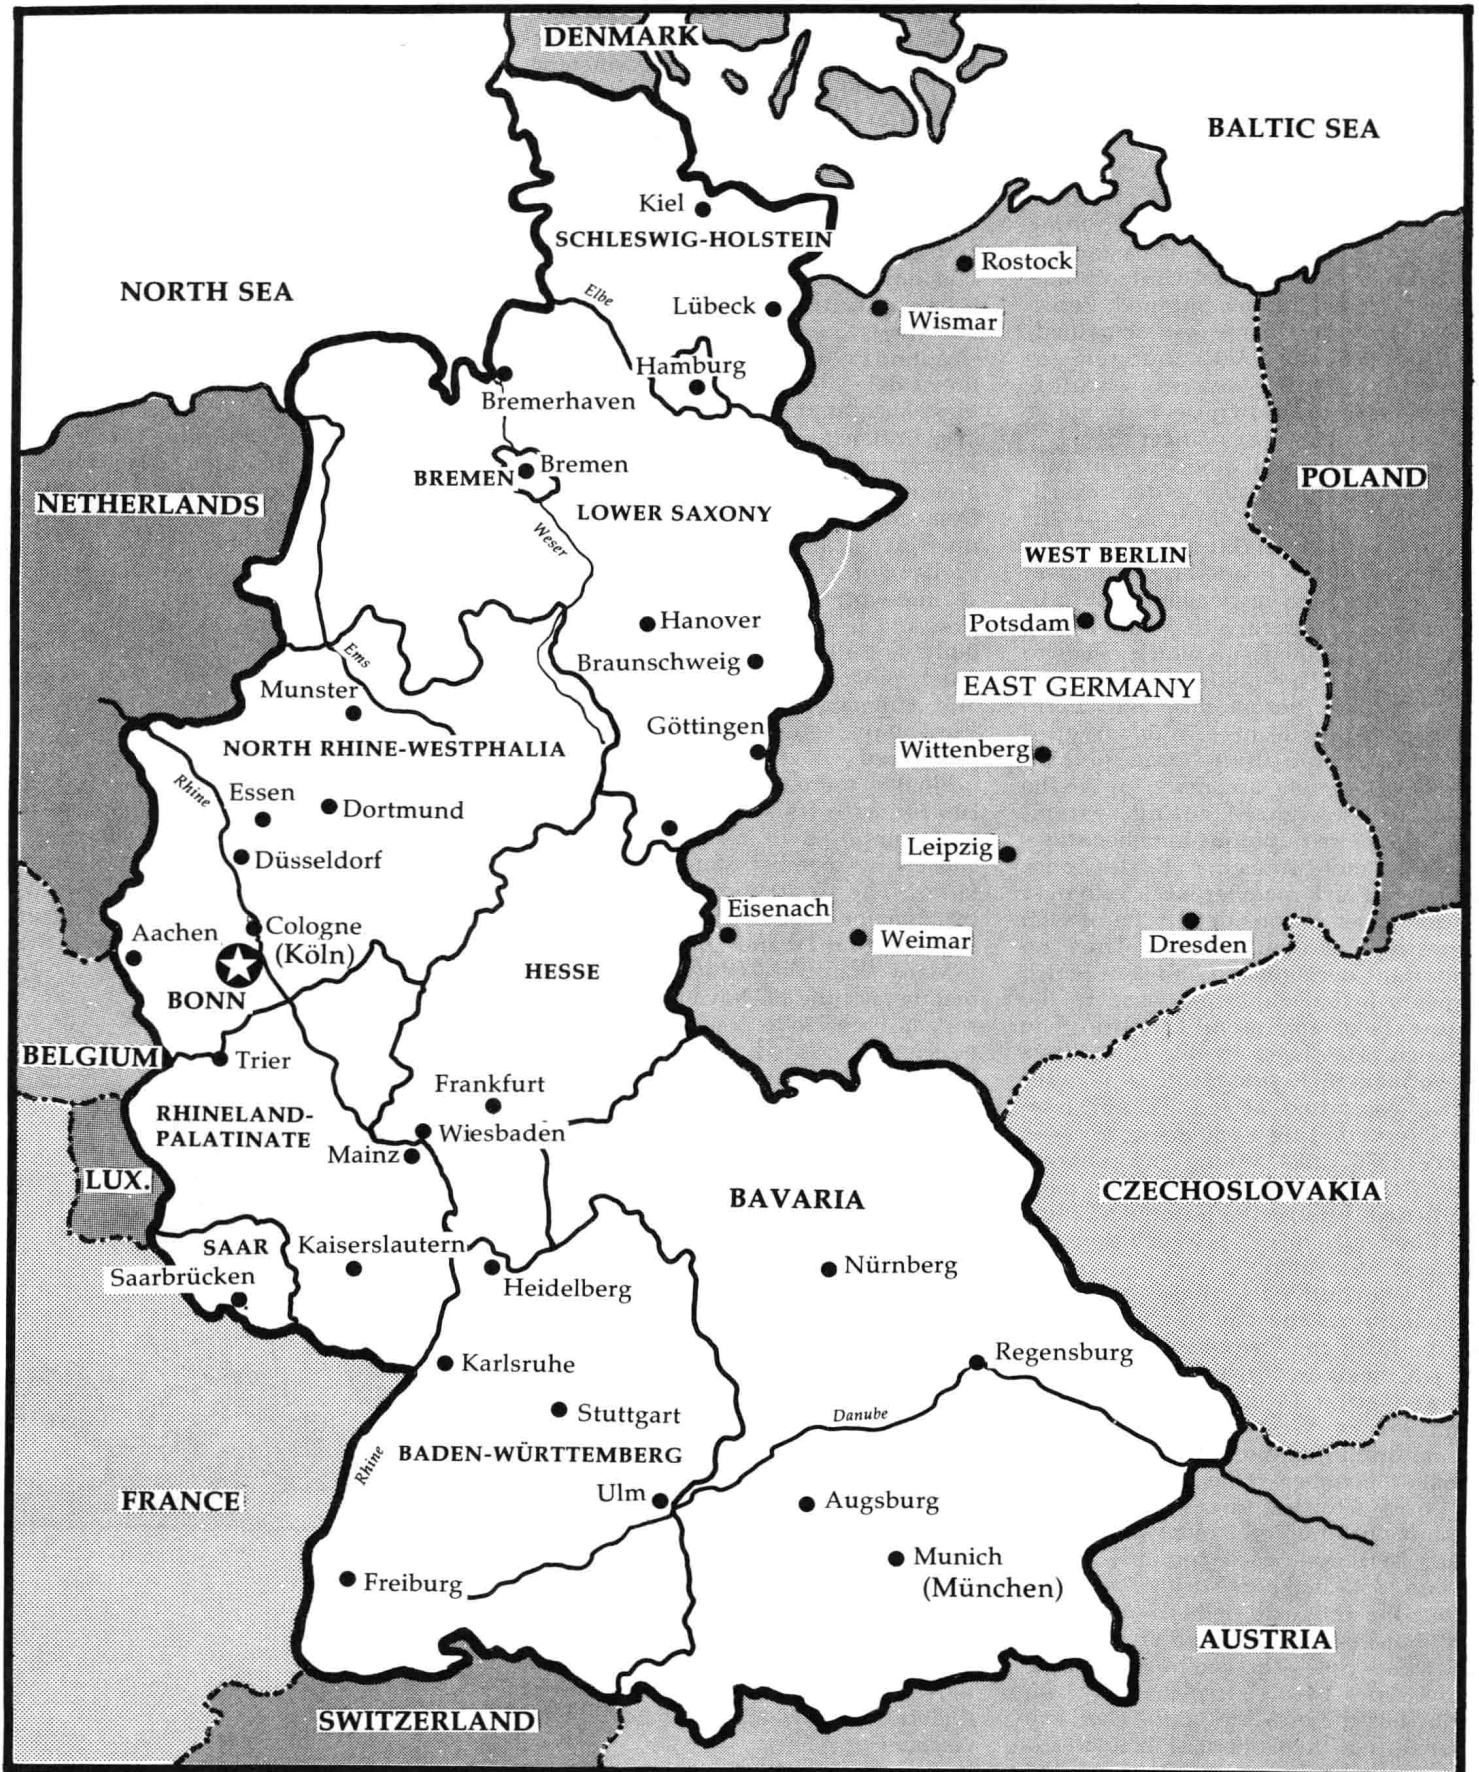 DENMARK
BALTIC SEA
Kiel
SCHLESWIG-HOLSTEIN
Rostock
NORTH SEA
Elbe
Lübeck
Wismar
Hamburg
Bremerhaven
Bremen
BREMEN
POLAND
NETHERLANDS
LOWER SAXONY
Weser
WEST BERLIN
Hanover
Potsdam
Ems
Braunschweig
EAST GERMANY
Munster
Göttingen
NORTH RHINE-WESTPHALIA
Wittenberg
Rhine
Essen
Dortmund
Leipzig
Düsseldorf
Eisenach
Aachen
Cologne
(Köln)
Weimar
Dresden
HESSE
BONN
BELGIUM
Trier
Frankfurt
RHINELAND-
PALATINATE
Wiesbaden
Mainz
LUX.
BAVARIA
CZECHOSLOVAKIA
SAAR
Kaiserslautern
Saarbrücken
Nürnberg
Heidelberg
Regensburg
Karlsruhe
Stuttgart
Danube
BADEN-WÜRTTEMBERG
Rhine
Ulm
FRANCE
Augsburg
Munich
(München)
Freiburg
AUSTRIA
SWITZERLAND